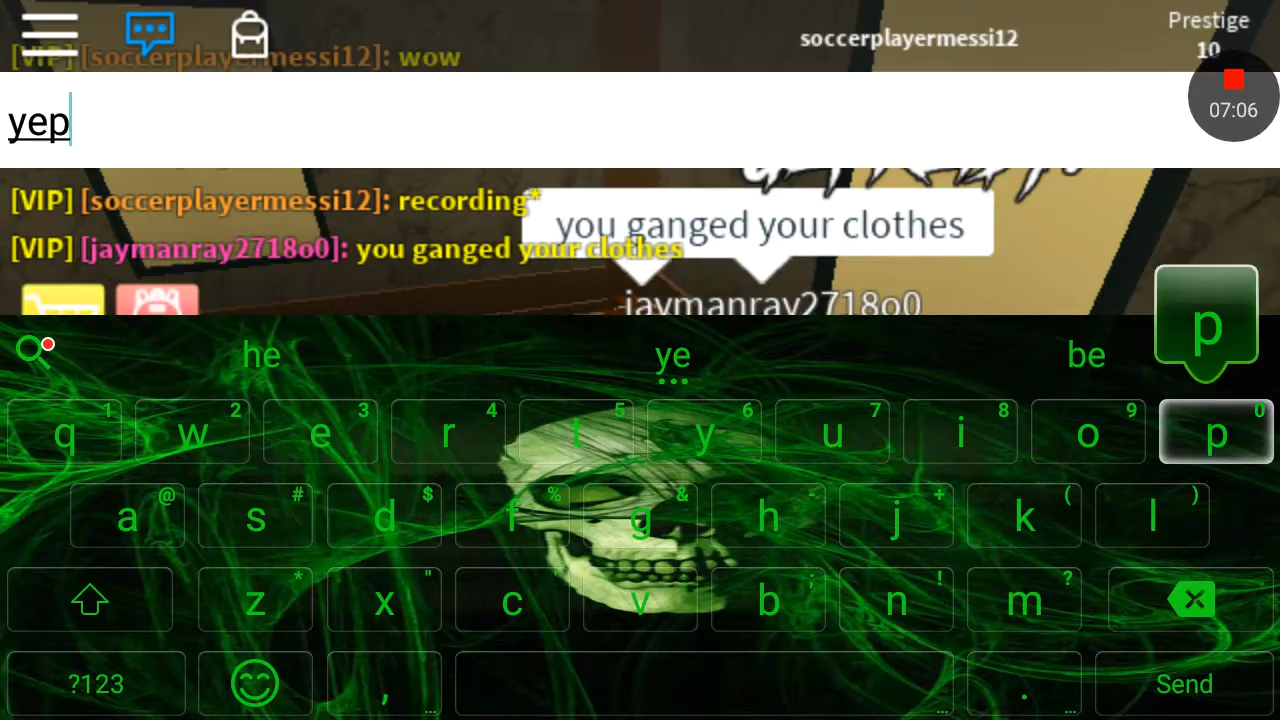 soccerplayermessi12
Prestige
10
[VIP] [soccerplayermessi12]: wow
yep
07:06
[VIP] [soccerplayermessi12]: recording*
you ganged your clothes
[VIP] [jaymanray2718o0]: you ganged your clothes
jaymanray2718o0
p
he
ye
be
1 2 3 4 5 6 7 8 9 0
q w e r t y u i o p
@ # $ % & - + ( )
a s d f g h j k l
* " ' : ; ! ?
z x c v b n m
?123 , . Send